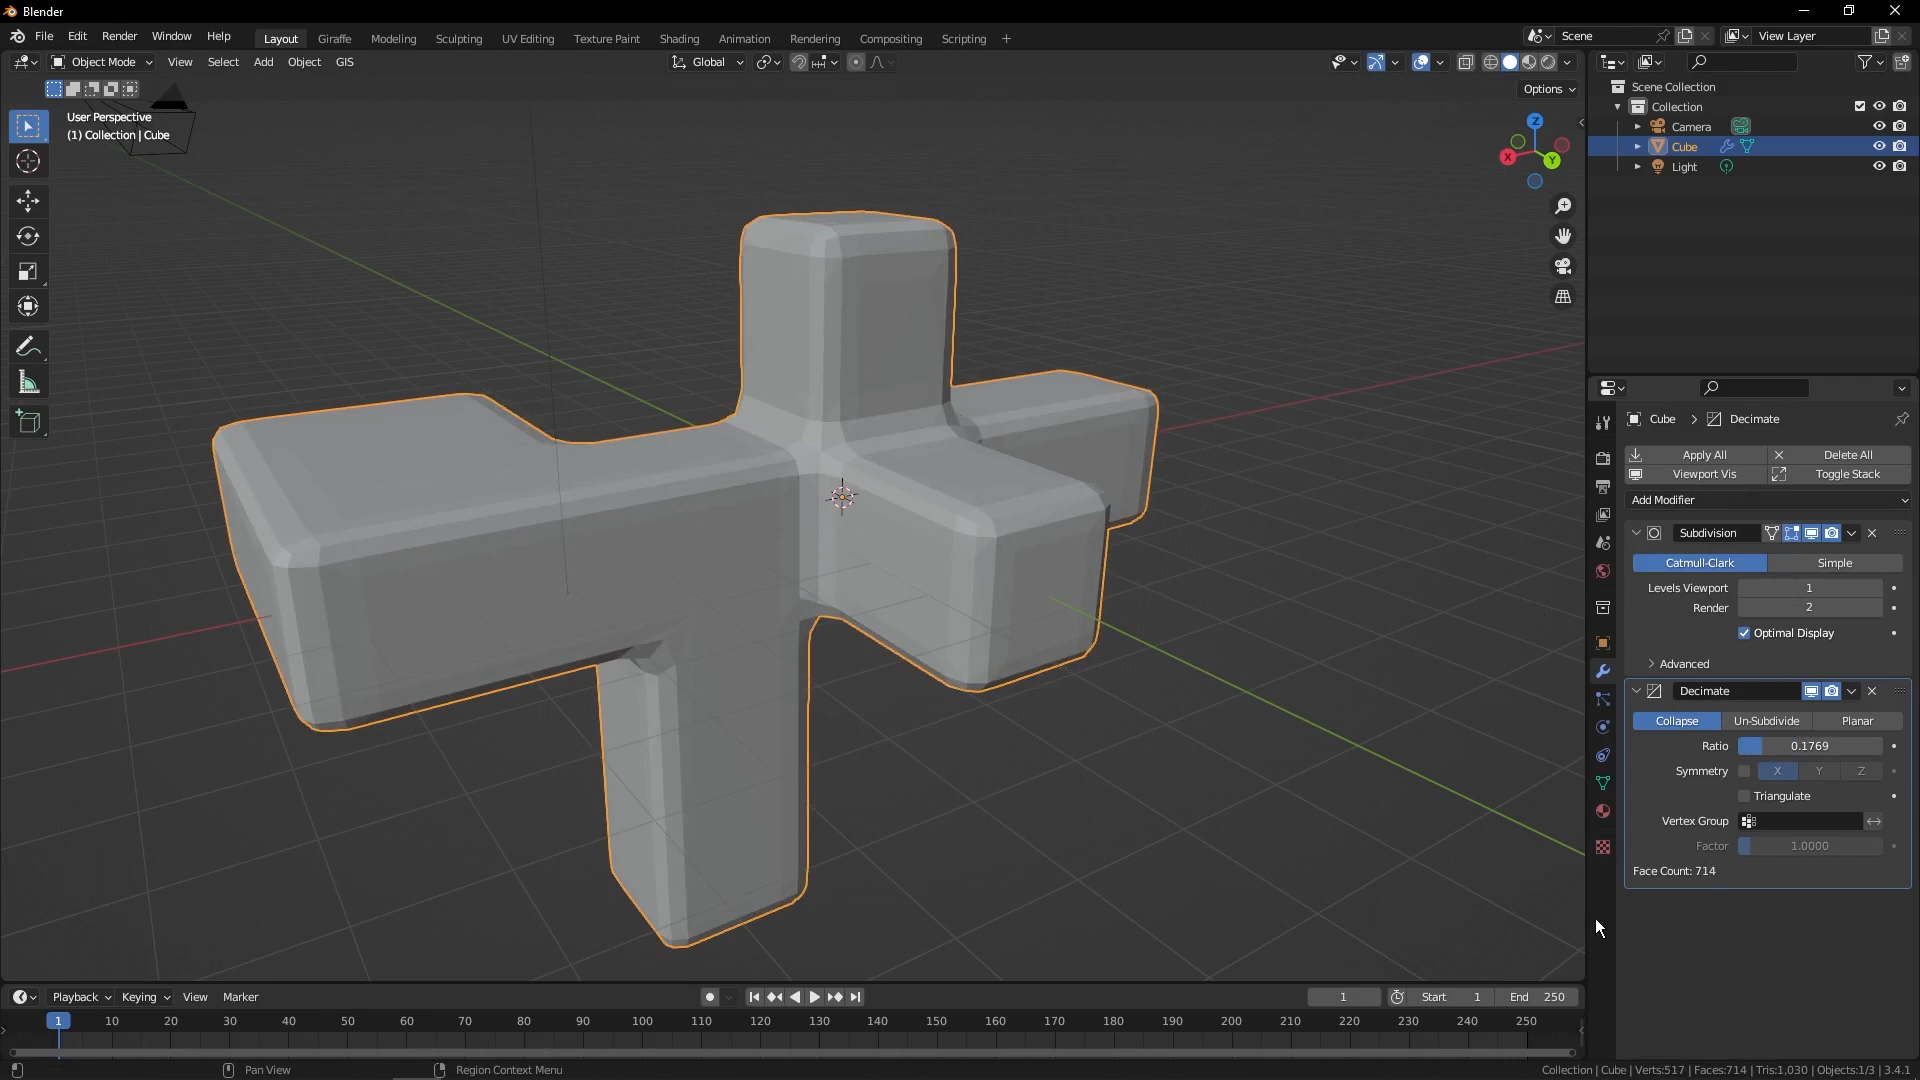 Blender
File Edit Render Window Help
Layout Giraffe Modeling Sculpting UV Editing Texture Paint Shading Animation Rendering Compositing Scripting +
Scene
View Layer
Object Mode View Select Add Object GIS
Global
Options
User Perspective
(1) Collection | Cube
Z
X
Y
Scene Collection
Collection
Camera
Cube
Light
Cube > Decimate
Apply All Delete All
Viewport Vis Toggle Stack
Add Modifier
Subdivision
Catmull-Clark Simple
Levels Viewport 1
Render 2
Optimal Display
Advanced
Decimate
Collapse Un-Subdivide Planar
Ratio 0.1769
Symmetry X Y Z
Triangulate
Vertex Group
Factor 1.0000
Face Count: 714
Playback Keying View Marker
1 Start 1 End 250
1 10 20 30 40 50 60 70 80 90 100 110 120 130 140 150 160 170 180 190 200 210 220 230 240 250
Pan View
Region Context Menu
Collection | Cube | Verts:517 | Faces:714 | Tris:1,030 | Objects:1/3 | 3.4.1